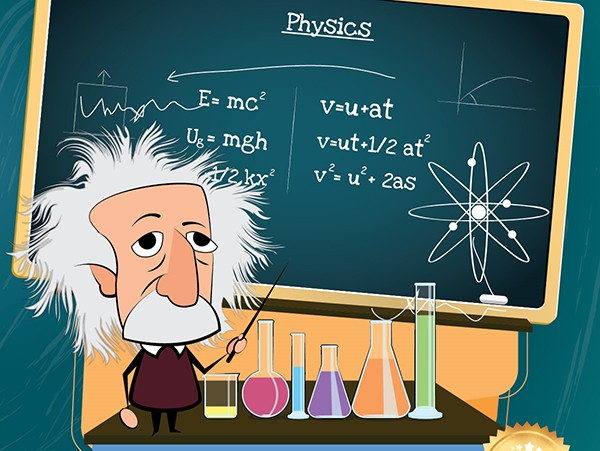 Physics
E= mc²
Ug= mgh
1/2 kx²
v=u+at
v=ut+1/2 at²
v²= u²+ 2as